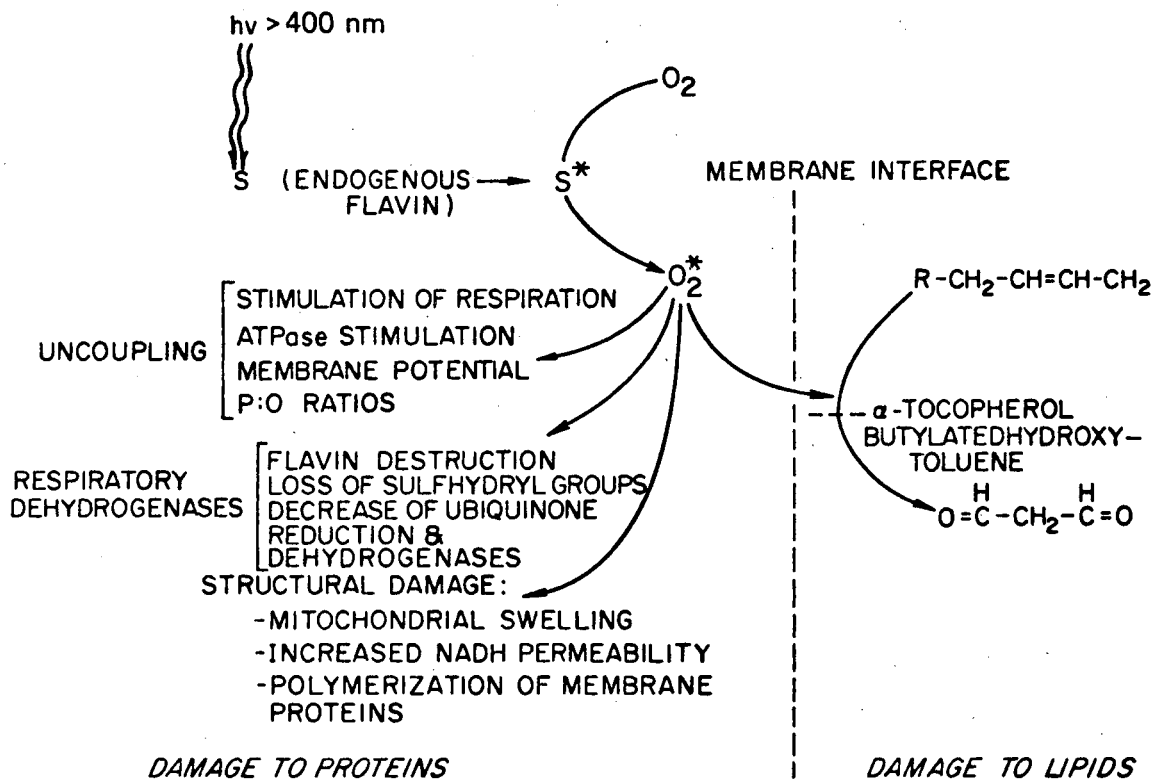 hν > 400 nm
O2
S (ENDOGENOUS FLAVIN) → S*
MEMBRANE INTERFACE
O2*
R-CH2-CH=CH-CH2
UNCOUPLING
STIMULATION OF RESPIRATION
ATPase STIMULATION
MEMBRANE POTENTIAL
P:O RATIOS
α-TOCOPHEROL
BUTYLATEDHYDROXY-
TOLUENE
H H
O=C-CH2-C=O
RESPIRATORY
DEHYDROGENASES
FLAVIN DESTRUCTION
LOSS OF SULFHYDRYL GROUPS
DECREASE OF UBIQUINONE
REDUCTION &
DEHYDROGENASES
STRUCTURAL DAMAGE:
-MITOCHONDRIAL SWELLING
-INCREASED NADH PERMEABILITY
-POLYMERIZATION OF MEMBRANE
PROTEINS
DAMAGE TO PROTEINS
DAMAGE TO LIPIDS